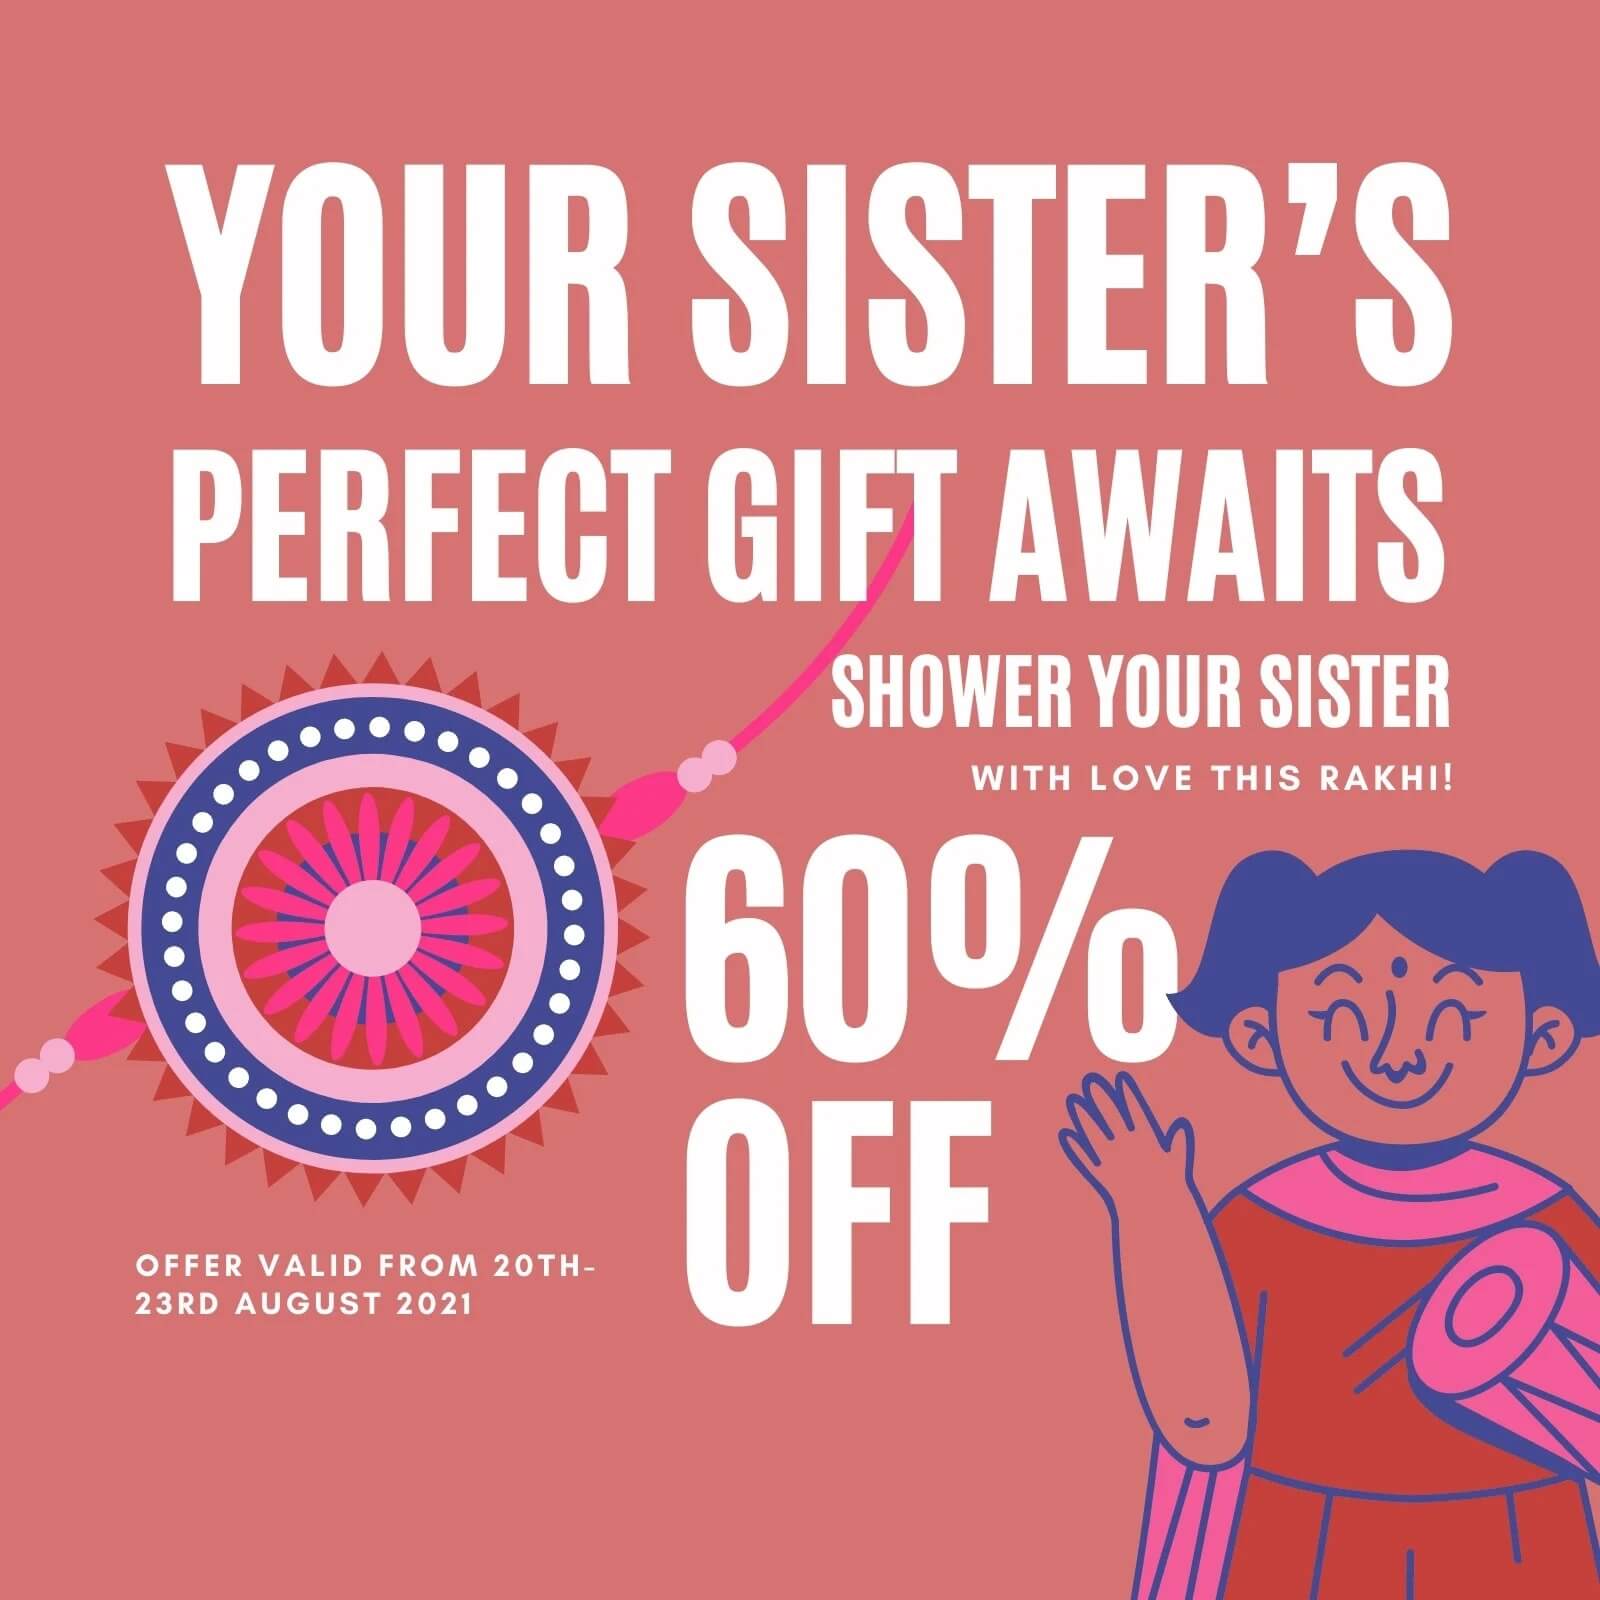 YOUR SISTER’S
PERFECT GIFT AWAITS
SHOWER YOUR SISTER
WITH LOVE THIS RAKHI!
60%
OFF
OFFER VALID FROM 20TH-
23RD AUGUST 2021